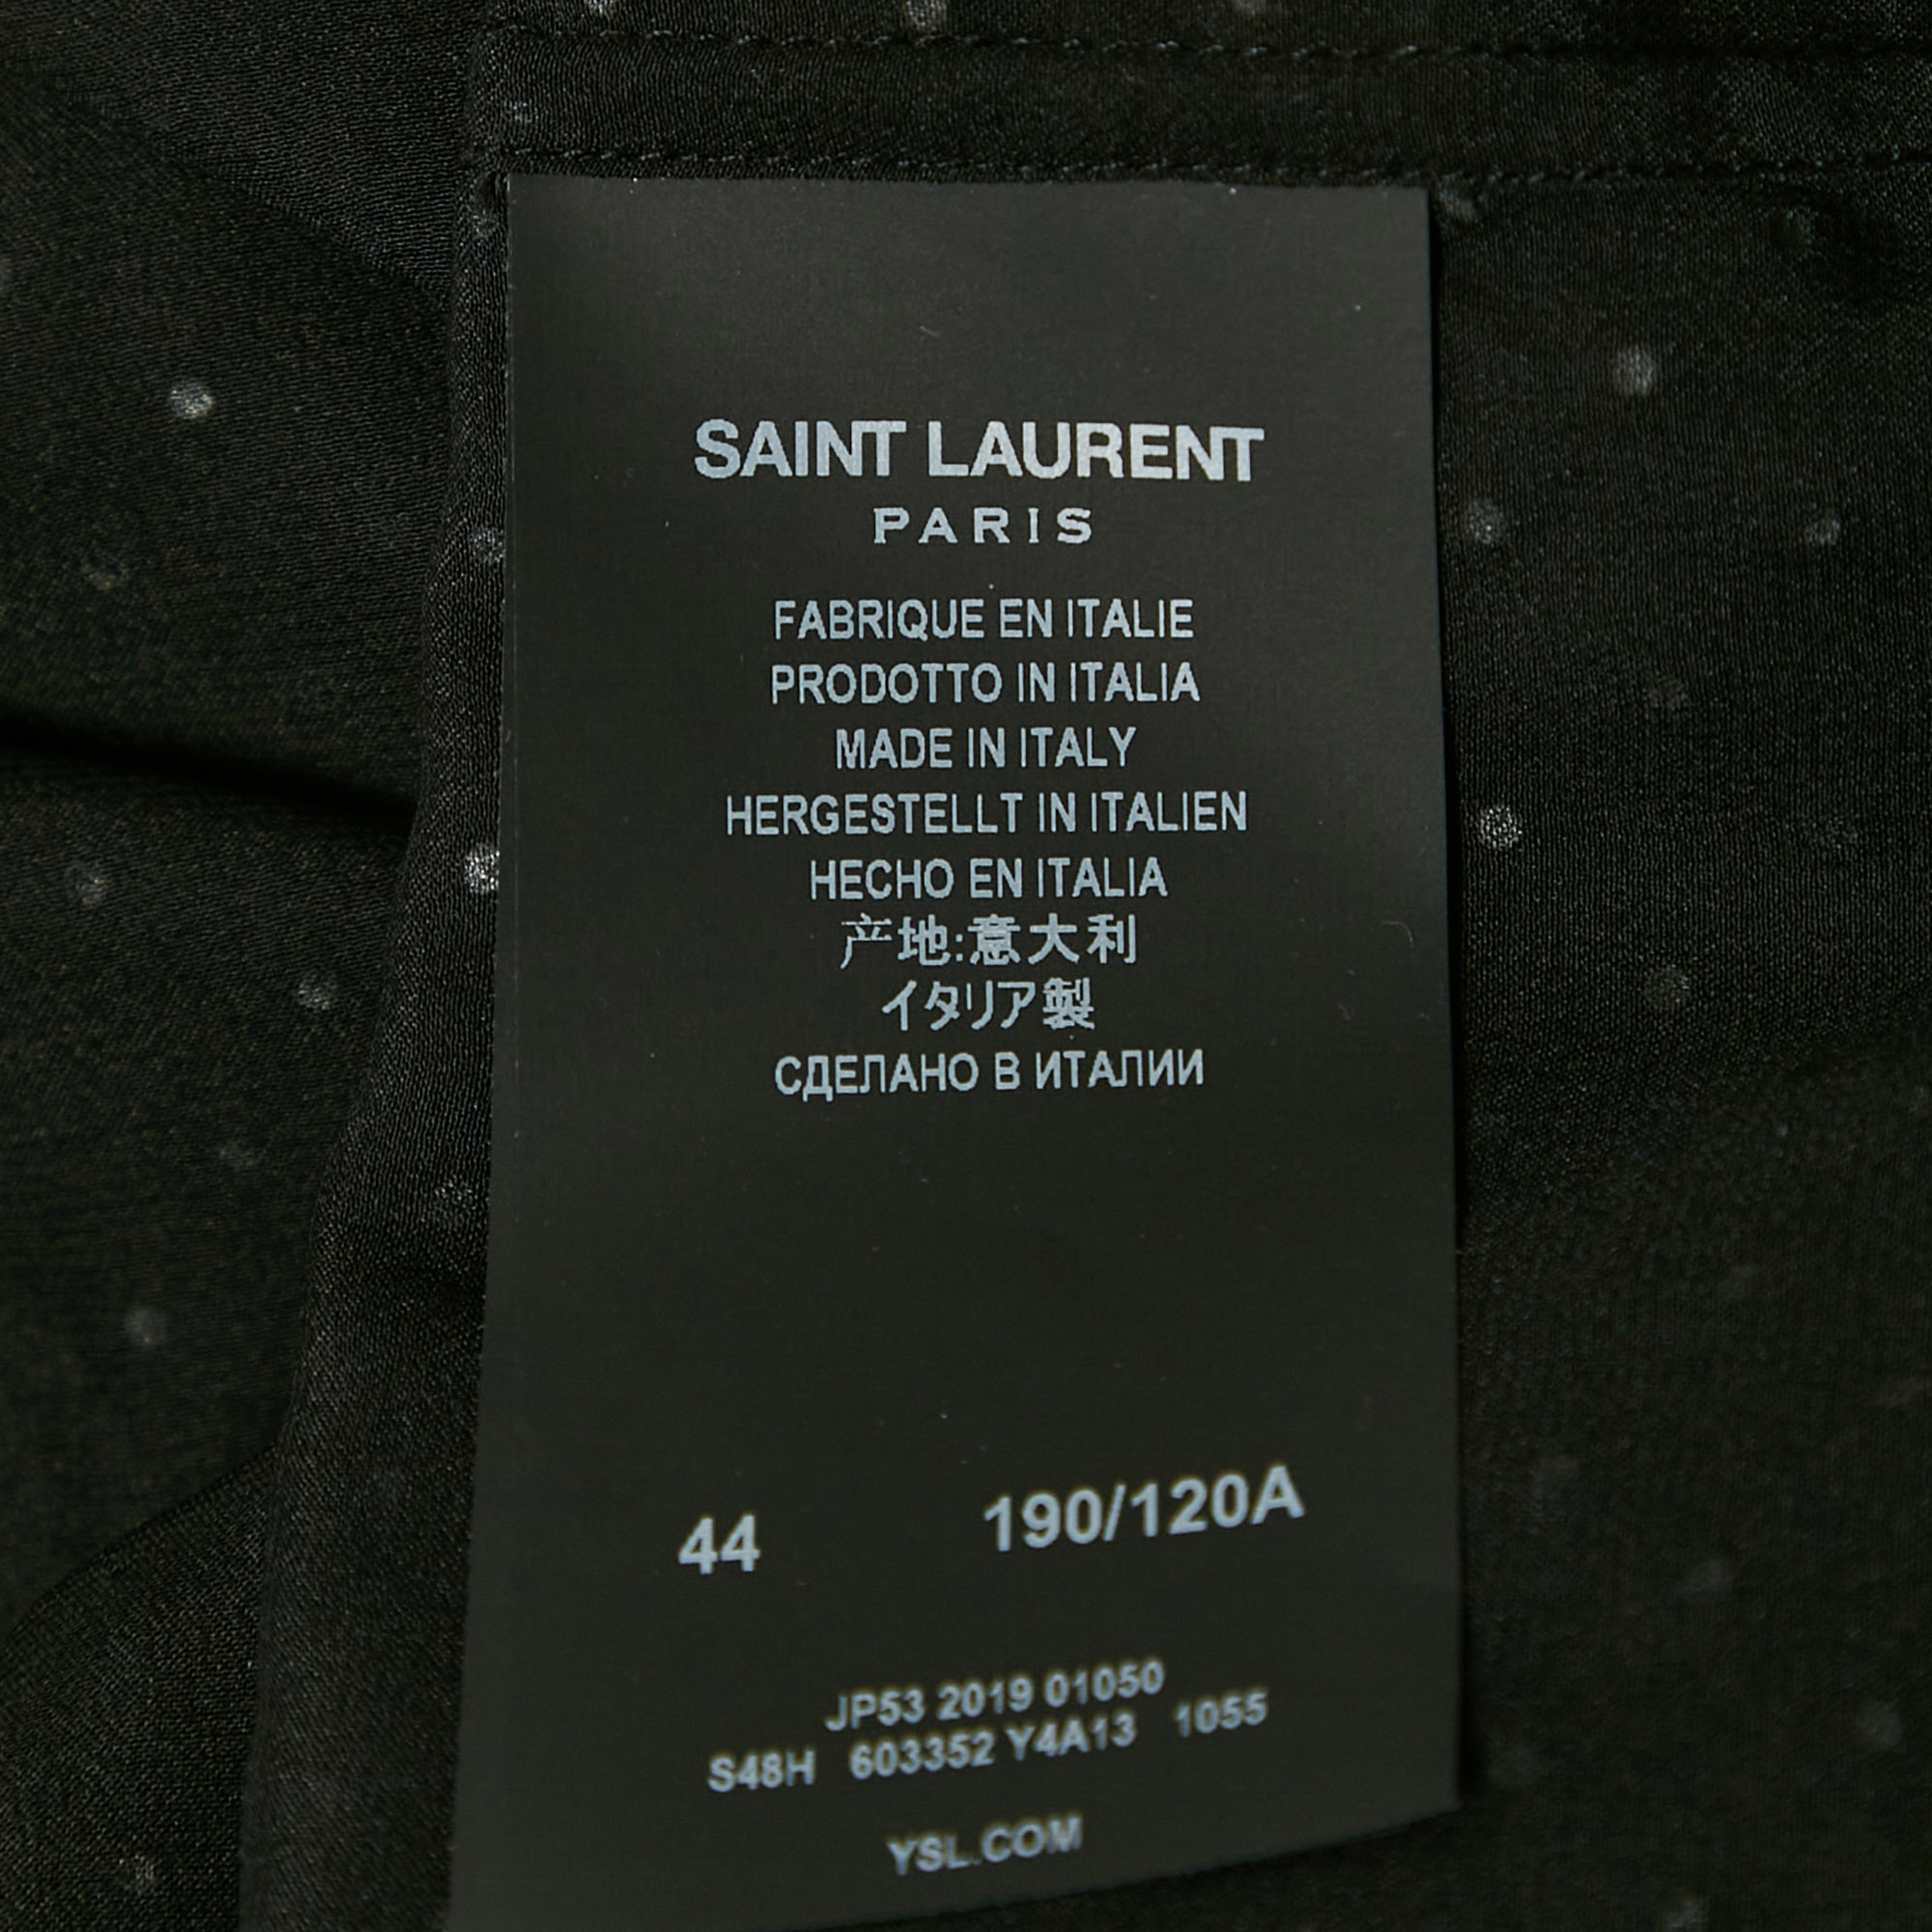 SAINT LAURENT
PARIS
FABRIQUE EN ITALIE
PRODOTTO IN ITALIA
MADE IN ITALY
HERGESTELLT IN ITALIEN
HECHO EN ITALIA
产地:意大利
イタリア製
СДЕЛАНО В ИТАЛИИ
44 190/120A
JP53 2019 01050
S48H 603352 Y4A13 1055
YSL.COM